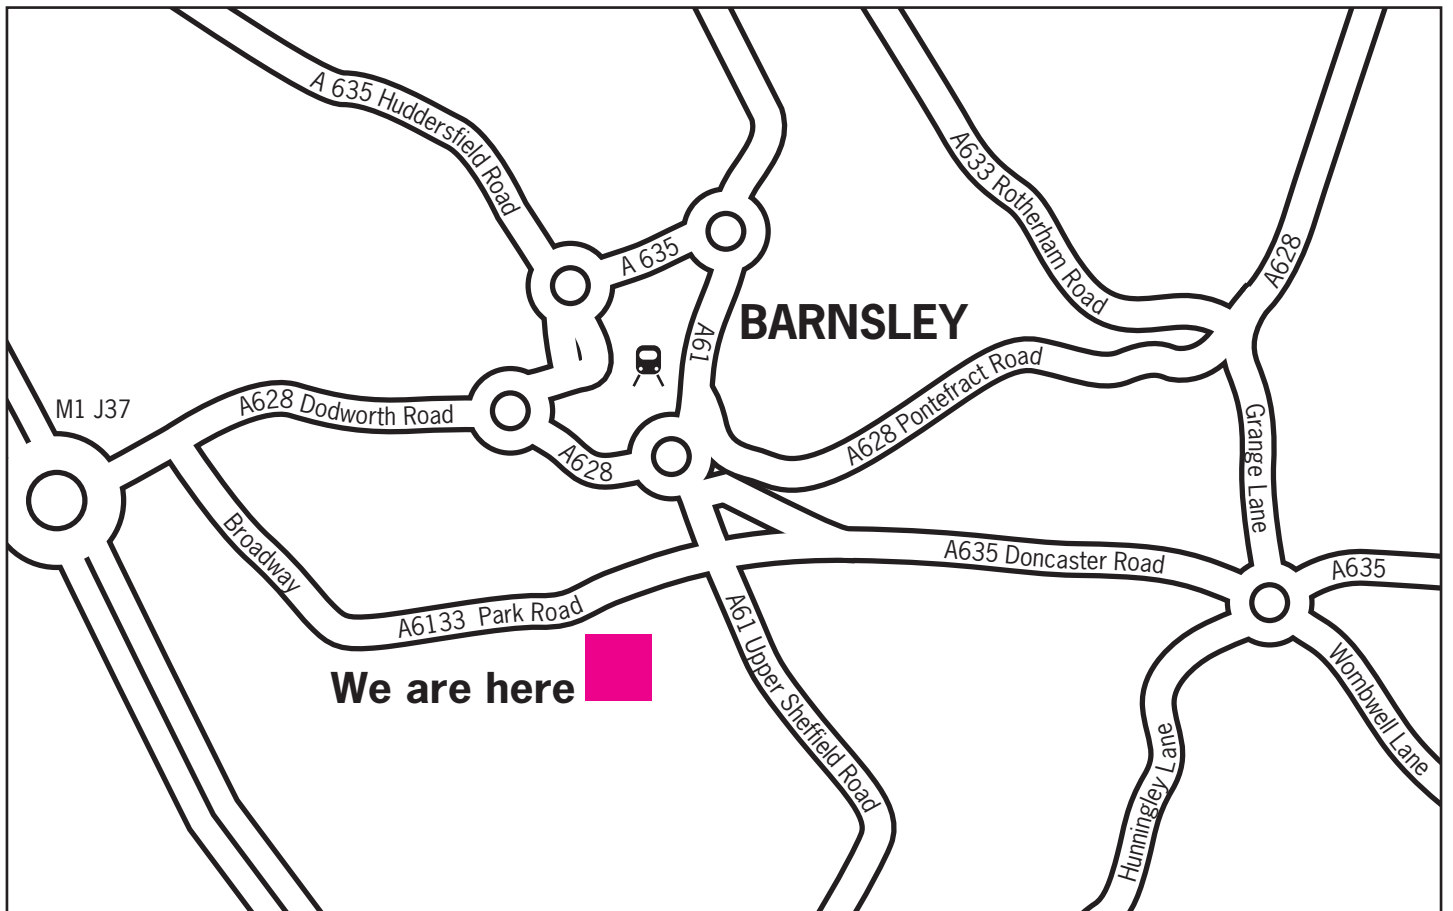 A 635 Huddersfield Road
A633 Rotherham Road
A 635
A628
BARNSLEY
A61
A628 Pontefract Road
M1 J37
A628 Dodworth Road
A628
Grange Lane
Broadway
A635 Doncaster Road
A635
A6133 Park Road
We are here
A61 Upper Sheffield Road
Wombwell Lane
Hunningley Lane